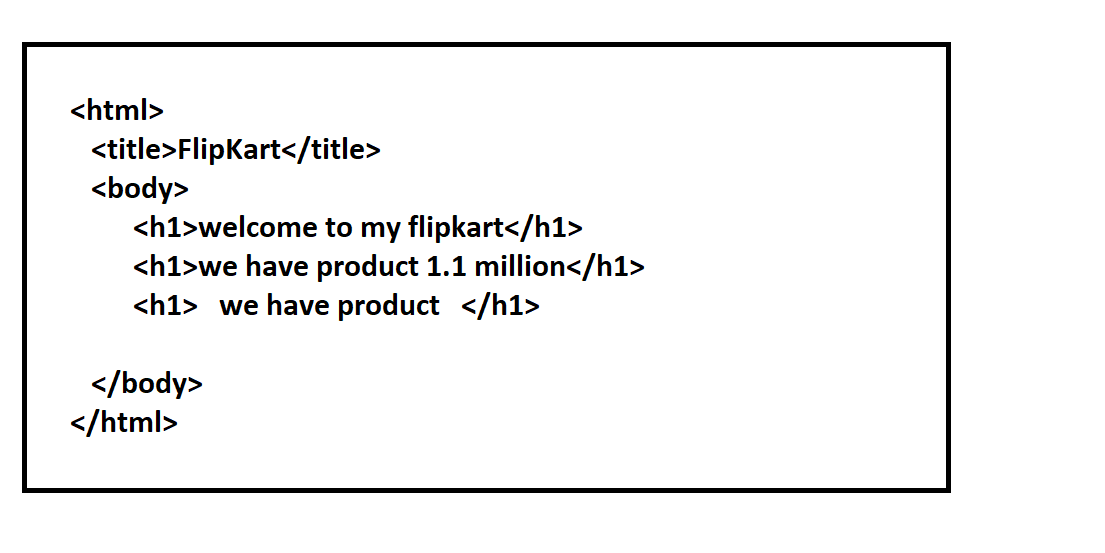 <html>
<title>FlipKart</title>
<body>
<h1>welcome to my flipkart</h1>
<h1>we have product 1.1 million</h1>
<h1>   we have product   </h1>
</body>
</html>